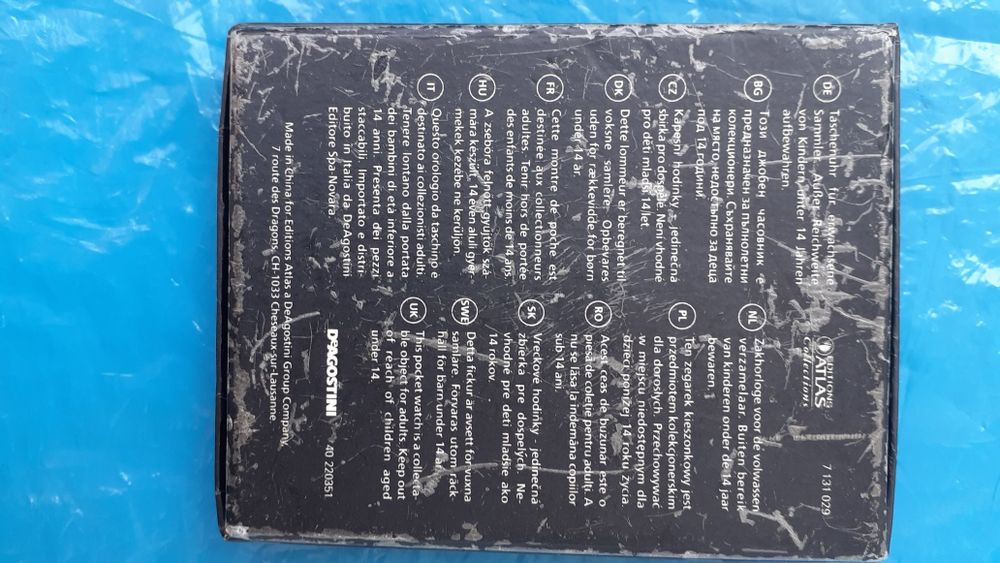 DE Taschenuhr für erwachsene
Sammler. Außer Reichweite
von Kindern unter 14 Jahren
aufbewahren.
BG Този джобен часовник е
предназначен за пълнолетни
колекционери. Съхранявайте
на място, недостъпно за деца
под 14 години.
CZ Kapesní hodinky - jedinečná
sbírka pro dospělé. Není vhodné
pro děti mladší 14 let.
DK Dette lommeur er beregnet til
voksne samlere. Opbevares
uden for rækkevidde for børn
under 14 år.
FR Cette montre de poche est
destinée aux collectionneurs
adultes. Tenir hors de portée
des enfants de moins de 14 ans.
HU A zsebóra felnőtt gyűjtők szá-
mára készült. 14 éven aluli gyer-
mekek kezébe ne kerüljön.
IT Questo orologio da taschino è
destinato ai collezionisti adulti.
Tenere lontano dalla portata
dei bambini di età inferiore a
14 anni. Presenta dei pezzi
staccabili. Importato e distri-
buito in Italia da DeAgostini
Editore Spa Novara.
EDITIONS
ATLAS
Collections
7 131 029
NL Zakhorloge voor de volwassen
verzamelaar. Buiten bereik
van kinderen onder de 14 jaar
bewaren.
PL Ten zegarek kieszonkowy jest
przedmiotem kolekcjonerskim
dla dorosłych. Przechowywać
w miejscu niedostępnym dla
dzieci poniżej 14 roku życia.
RO Acest ceas de buzunar este o
piesă de colecţie pentru adulţi. A
nu se lăsa la îndemâna copiilor
sub 14 ani.
SK Vreckové hodinky - jedinečná
zbierka pre dospelých. Ne-
vhodné pre deti mladšie ako
14 rokov.
SWE Detta fickur är avsett för vuxna
samlare. Förvaras utom räck-
håll för barn under 14 år.
UK This pocket watch is a collecta-
ble object for adults. Keep out
of reach of children aged
under 14.
DEAGOSTINI 40 220351
Made in China for Editions Atlas a DeAgostini Group Company
7 route des Dragons, CH 1033 Cheseaux-sur-Lausanne